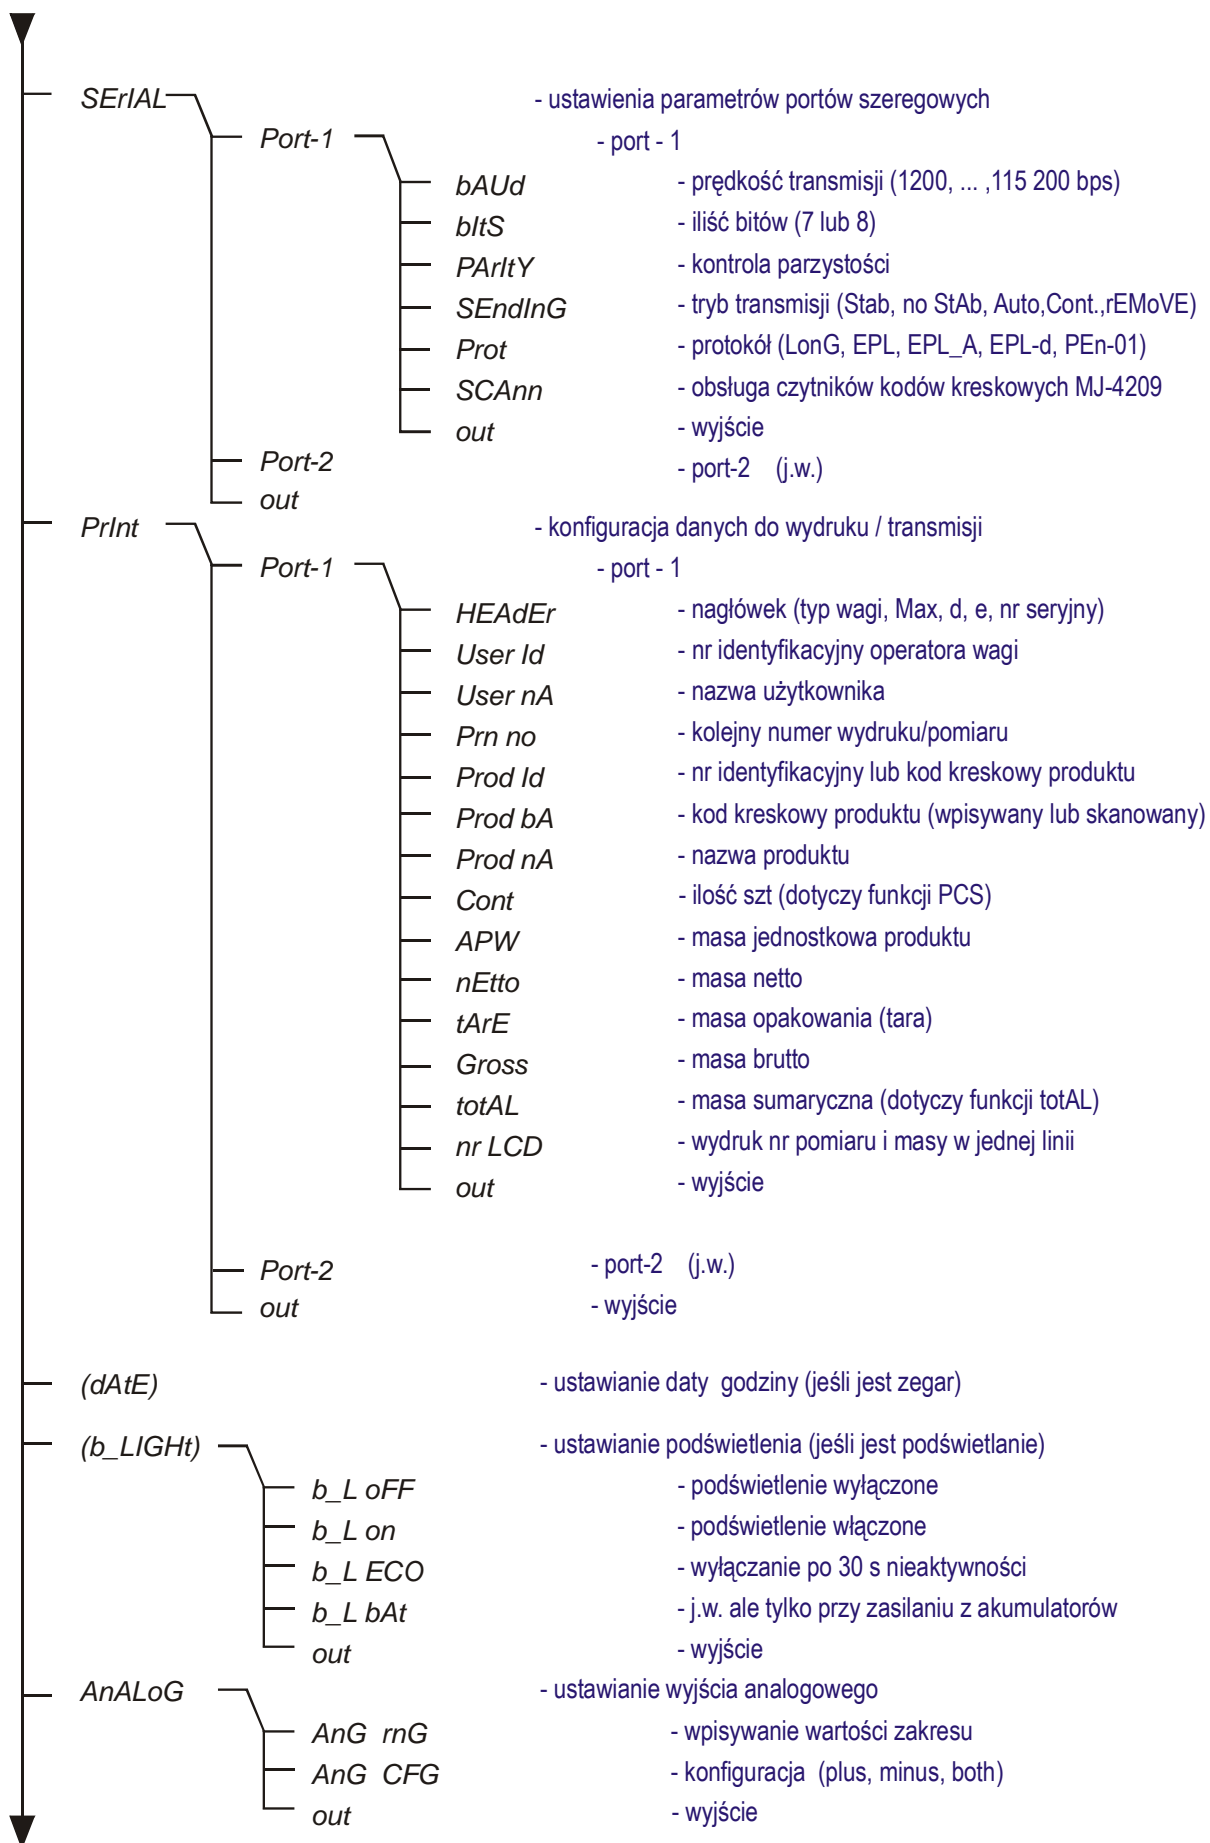 SErIAL - ustawienia parametrów portów szeregowych
Port-1 - port - 1
bAUd - prędkość transmisji (1200, ... ,115 200 bps)
bItS - iliść bitów (7 lub 8)
PArItY - kontrola parzystości
SEndInG - tryb transmisji (Stab, no StAb, Auto,Cont.,rEMoVE)
Prot - protokół (LonG, EPL, EPL_A, EPL-d, PEn-01)
SCAnn - obsługa czytników kodów kreskowych MJ-4209
out - wyjście
Port-2 - port-2 (j.w.)
out
PrInt - konfiguracja danych do wydruku / transmisji
Port-1 - port - 1
HEAdEr - nagłówek (typ wagi, Max, d, e, nr seryjny)
User Id - nr identyfikacyjny operatora wagi
User nA - nazwa użytkownika
Prn no - kolejny numer wydruku/pomiaru
Prod Id - nr identyfikacyjny lub kod kreskowy produktu
Prod bA - kod kreskowy produktu (wpisywany lub skanowany)
Prod nA - nazwa produktu
Cont - ilość szt (dotyczy funkcji PCS)
APW - masa jednostkowa produktu
nEtto - masa netto
tArE - masa opakowania (tara)
Gross - masa brutto
totAL - masa sumaryczna (dotyczy funkcji totAL)
nr LCD - wydruk nr pomiaru i masy w jednej linii
out - wyjście
Port-2 - port-2 (j.w.)
out - wyjście
(dAtE) - ustawianie daty godziny (jeśli jest zegar)
(b_LIGHt) - ustawianie podświetlenia (jeśli jest podświetlanie)
b_L oFF - podświetlenie wyłączone
b_L on - podświetlenie włączone
b_L ECO - wyłączanie po 30 s nieaktywności
b_L bAt - j.w. ale tylko przy zasilaniu z akumulatorów
out - wyjście
AnALoG - ustawianie wyjścia analogowego
AnG rnG - wpisywanie wartości zakresu
AnG CFG - konfiguracja (plus, minus, both)
out - wyjście